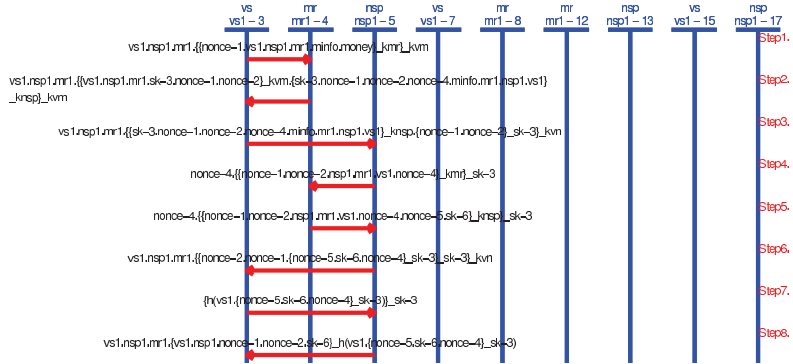 vs mr nsp vs mr mr nsp vs nsp
vs1-3 mr1-4 nsp1-5 vs1-7 mr1-8 mr1-12 nsp1-13 vs1-15 nsp1-17
Step1.
vs1.nsp1.mr1.{{nonce-1.vs1.nsp1.mr1.minfo.money}_kmr}_kvm
Step2.
vs1.nsp1.mr1.{{vs1.nsp1.mr1.sk-3.nonce-1.nonce-2}_kvm.{sk-3.nonce-1.nonce-2.nonce-4.minfo.mr1.nsp1.vs1}
_knsp}_kvm
Step3.
vs1.nsp1.mr1.{{sk-3.nonce-1.nonce-2.nonce-4.minfo.mr1.nsp1.vs1}_knsp.{nonce-1.nonce-2}_sk-3}_kvn
Step4.
nonce-4.{{nonce-1.nonce-2.nsp1.mr1.vs1.nonce-4}_kmr}_sk-3
Step5.
nonce-4.{{nonce-1.nonce-2.nsp1.mr1.vs1.nonce-4.nonce-5.sk-6}_knsp}_sk-3
Step6.
vs1.nsp1.mr1.{{nonce-2.nonce-1.{nonce-5.sk-6.nonce-4}_sk-3}_sk-3}_kvn
Step7.
{h(vs1.{nonce-5.sk-6.nonce-4}_sk-3)}_sk-3
Step8.
vs1.nsp1.mr1.{vs1.nsp1.nonce-1.nonce-2.sk-6}_h(vs1.{nonce-5.sk-6.nonce-4}_sk-3)